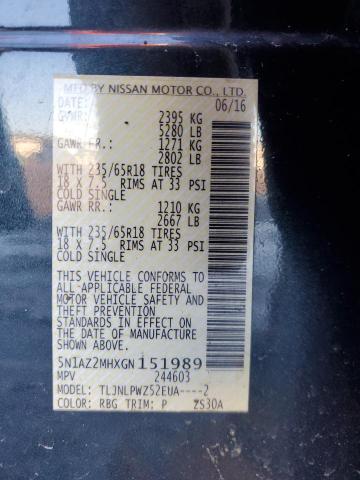 MFD BY NISSAN MOTOR CO., LTD.
DATE: 06/16
GVWR: 2395 KG
5280 LB
GAWR FR.: 1271 KG
2802 LB
WITH 235/65R18 TIRES
18 X 7.5 RIMS AT 33 PSI
COLD SINGLE
GAWR RR.: 1210 KG
2667 LB
WITH 235/65R18 TIRES
18 X 7.5 RIMS AT 33 PSI
COLD SINGLE
THIS VEHICLE CONFORMS TO
ALL APPLICABLE FEDERAL
MOTOR VEHICLE SAFETY AND
THEFT PREVENTION
STANDARDS IN EFFECT ON THE
DATE OF MANUFACTURE SHOWN
ABOVE.
5N1AZ2MHXGN151989
MPV 244603
MODEL: TLJNLPWZ52EUA----2
COLOR: RBG TRIM: P ZS30A